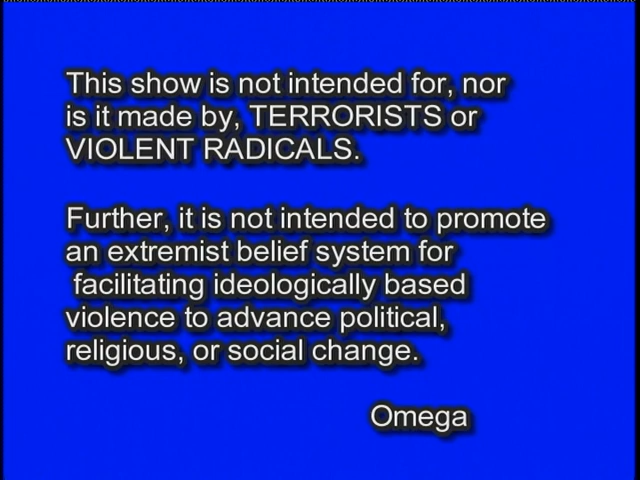 This show is not intended for, nor
is it made by, TERRORISTS or
VIOLENT RADICALS.
Further, it is not intended to promote
an extremist belief system for
facilitating ideologically based
violence to advance political,
religious, or social change.
Omega